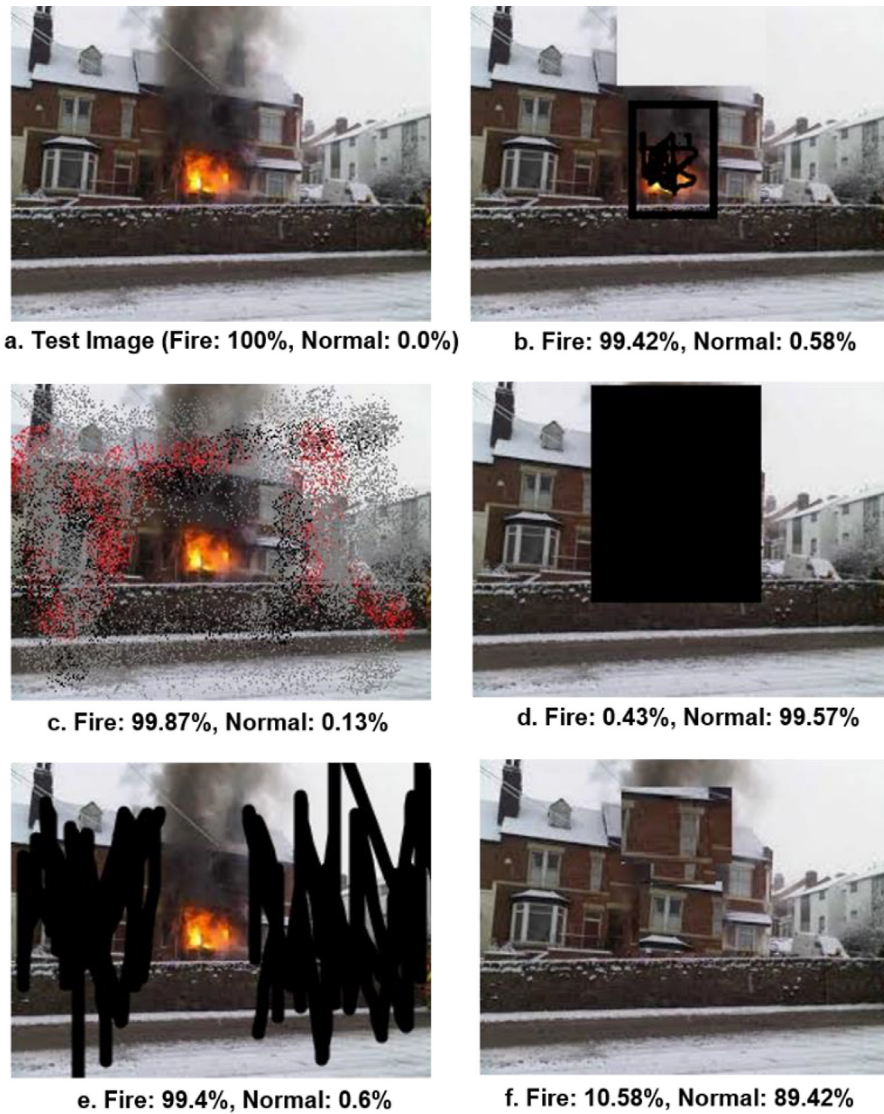 a. Test Image (Fire: 100%, Normal: 0.0%)
b. Fire: 99.42%, Normal: 0.58%
c. Fire: 99.87%, Normal: 0.13%
d. Fire: 0.43%, Normal: 99.57%
e. Fire: 99.4%, Normal: 0.6%
f. Fire: 10.58%, Normal: 89.42%